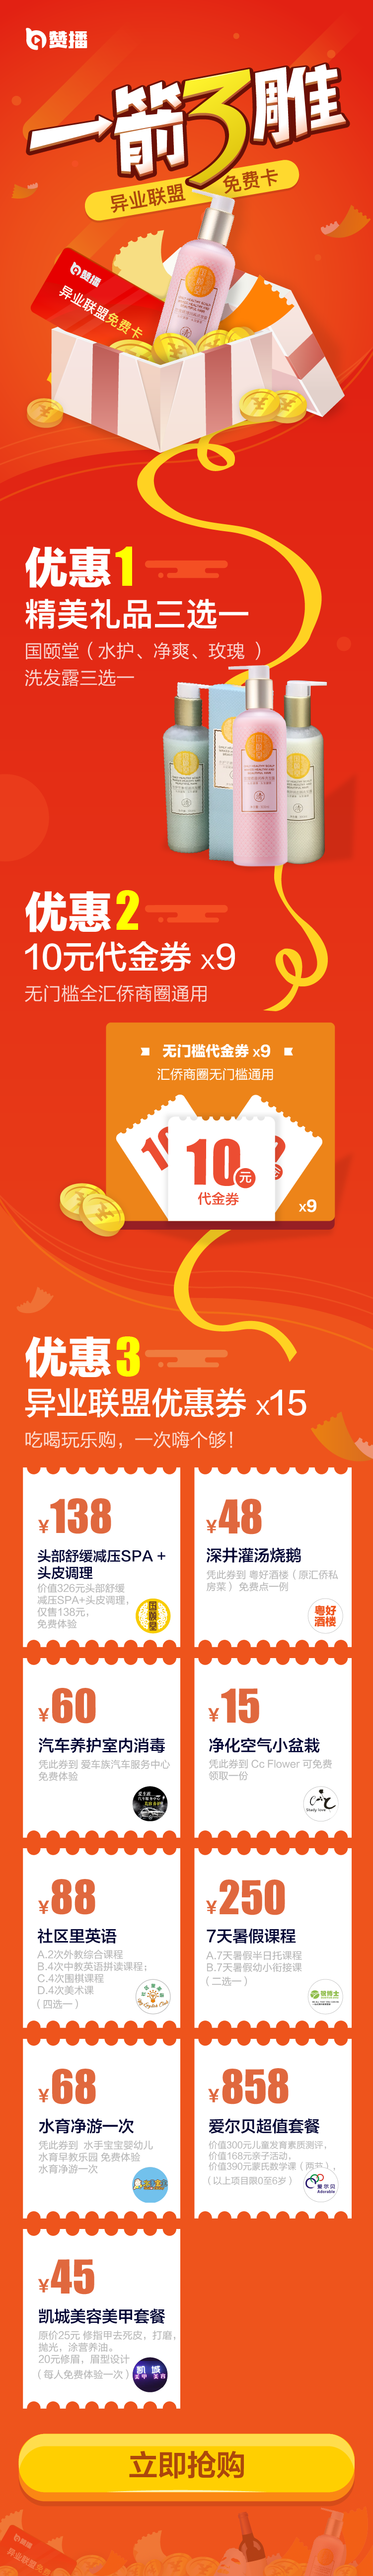 赞播
一箭3雕
异业联盟 免费卡
赞播
异业联盟免费卡
优惠1
精美礼品三选一
国颐堂（水护、净爽、玫瑰 ）
洗发露三选一
优惠2
10元代金券 x9
无门槛全汇侨商圈通用
无门槛代金券 x9
汇侨商圈无门槛通用
10元
代金券
x9
优惠3
异业联盟优惠券 x15
吃喝玩乐购，一次嗨个够！
¥138
头部舒缓减压SPA +
头皮调理
价值326元头部舒缓
减压SPA+头皮调理，
仅售138元，
免费体验
国颐堂
¥48
深井灌汤烧鹅
凭此券到 粤好酒楼（原汇侨私
房菜） 免费点一例
粤好
酒楼
¥60
汽车养护室内消毒
凭此券到 爱车族汽车服务中心
免费体验
¥15
净化空气小盆栽
凭此券到 Cc Flower 可免费
领取一份
¥88
社区里英语
A.2次外教综合课程
B.4次中教英语拼读课程；
C.4次围棋课程
D.4次美术课
（四选一）
¥250
7天暑假课程
A.7天暑假半日托课程
B.7天暑假幼小衔接课
（二选一）
¥68
水育净游一次
凭此券到 水手宝宝婴幼儿
水育早教乐园 免费体验
水育净游一次
¥858
爱尔贝超值套餐
价值300元儿童发育素质测评，
价值168元亲子活动，
价值390元蒙氏数学课（两节），
（以上项目限0至6岁）
爱尔贝
Adorable
¥45
凯城美容美甲套餐
原价25元 修指甲去死皮，打磨，
抛光，涂营养油。
20元修眉，眉型设计
（每人免费体验一次）
凯城
立即抢购
赞播